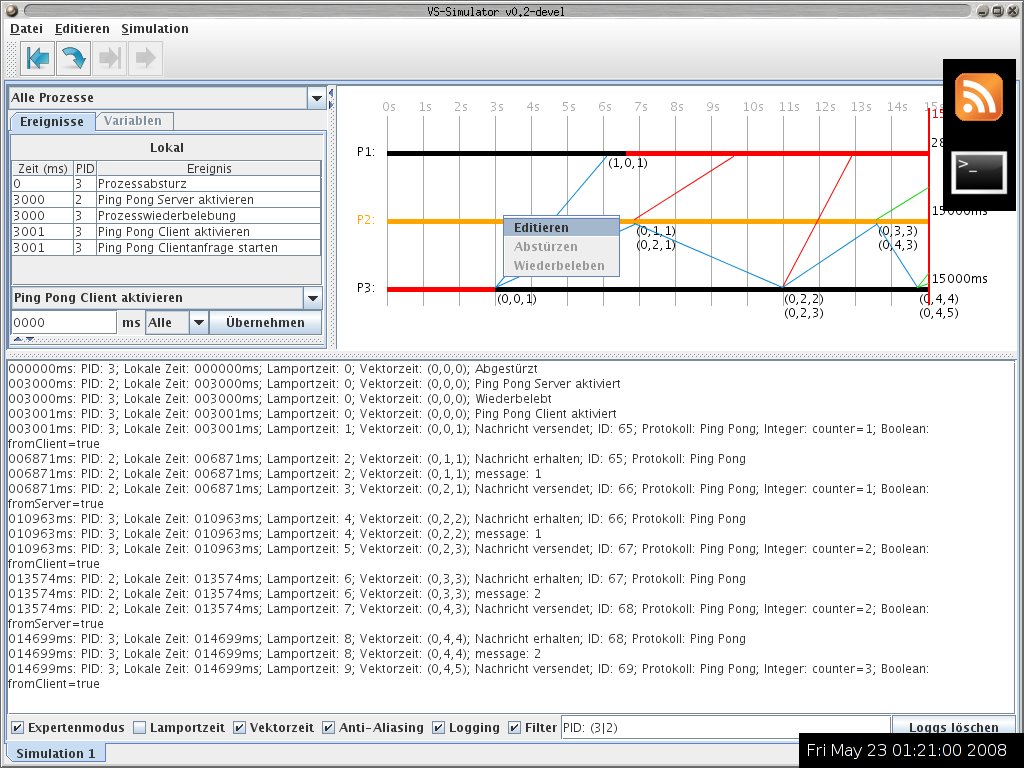 VS-Simulator v0.2-devel
Datei Editieren Simulation
Alle Prozesse
Ereignisse Variablen
Lokal
Zeit (ms) PID Ereignis
0 3 Prozessabsturz
3000 2 Ping Pong Server aktivieren
3000 3 Prozesswiederbelebung
3001 3 Ping Pong Client aktivieren
3001 3 Ping Pong Clientanfrage starten
Ping Pong Client aktivieren
0000 ms Alle Übernehmen
0s 1s 2s 3s 4s 5s 6s 7s 8s 9s 10s 11s 12s 13s 14s 15s
P1:
(1,0,1)
P2:
15000ms
(0,1,1) (0,3,3)
(0,2,1) (0,4,3)
Editieren
Abstürzen
Wiederbeleben
15000ms
P3:
(0,0,1) (0,2,2) (0,4,4)
(0,2,3) (0,4,5)
>_
000000ms: PID: 3; Lokale Zeit: 000000ms; Lamportzeit: 0; Vektorzeit: (0,0,0); Abgestürzt
003000ms: PID: 2; Lokale Zeit: 003000ms; Lamportzeit: 0; Vektorzeit: (0,0,0); Ping Pong Server aktiviert
003000ms: PID: 3; Lokale Zeit: 003000ms; Lamportzeit: 0; Vektorzeit: (0,0,0); Wiederbelebt
003001ms: PID: 3; Lokale Zeit: 003001ms; Lamportzeit: 0; Vektorzeit: (0,0,0); Ping Pong Client aktiviert
003001ms: PID: 3; Lokale Zeit: 003001ms; Lamportzeit: 1; Vektorzeit: (0,0,1); Nachricht versendet; ID: 65; Protokoll: Ping Pong; Integer: counter=1; Boolean:
fromClient=true
006871ms: PID: 2; Lokale Zeit: 006871ms; Lamportzeit: 2; Vektorzeit: (0,1,1); Nachricht erhalten; ID: 65; Protokoll: Ping Pong
006871ms: PID: 2; Lokale Zeit: 006871ms; Lamportzeit: 2; Vektorzeit: (0,1,1); message: 1
006871ms: PID: 2; Lokale Zeit: 006871ms; Lamportzeit: 3; Vektorzeit: (0,2,1); Nachricht versendet; ID: 66; Protokoll: Ping Pong; Integer: counter=1; Boolean:
fromServer=true
010963ms: PID: 3; Lokale Zeit: 010963ms; Lamportzeit: 4; Vektorzeit: (0,2,2); Nachricht erhalten; ID: 66; Protokoll: Ping Pong
010963ms: PID: 3; Lokale Zeit: 010963ms; Lamportzeit: 4; Vektorzeit: (0,2,2); message: 1
010963ms: PID: 3; Lokale Zeit: 010963ms; Lamportzeit: 5; Vektorzeit: (0,2,3); Nachricht versendet; ID: 67; Protokoll: Ping Pong; Integer: counter=2; Boolean:
fromClient=true
013574ms: PID: 2; Lokale Zeit: 013574ms; Lamportzeit: 6; Vektorzeit: (0,3,3); Nachricht erhalten; ID: 67; Protokoll: Ping Pong
013574ms: PID: 2; Lokale Zeit: 013574ms; Lamportzeit: 6; Vektorzeit: (0,3,3); message: 2
013574ms: PID: 2; Lokale Zeit: 013574ms; Lamportzeit: 7; Vektorzeit: (0,4,3); Nachricht versendet; ID: 68; Protokoll: Ping Pong; Integer: counter=2; Boolean:
fromServer=true
014699ms: PID: 3; Lokale Zeit: 014699ms; Lamportzeit: 8; Vektorzeit: (0,4,4); Nachricht erhalten; ID: 68; Protokoll: Ping Pong
014699ms: PID: 3; Lokale Zeit: 014699ms; Lamportzeit: 8; Vektorzeit: (0,4,4); message: 2
014699ms: PID: 3; Lokale Zeit: 014699ms; Lamportzeit: 9; Vektorzeit: (0,4,5); Nachricht versendet; ID: 69; Protokoll: Ping Pong; Integer: counter=3; Boolean:
fromClient=true
Expertenmodus Lamportzeit Vektorzeit Anti-Aliasing Logging Filter PID: (3|2) Loggs löschen
Simulation 1
Fri May 23 01:21:00 2008